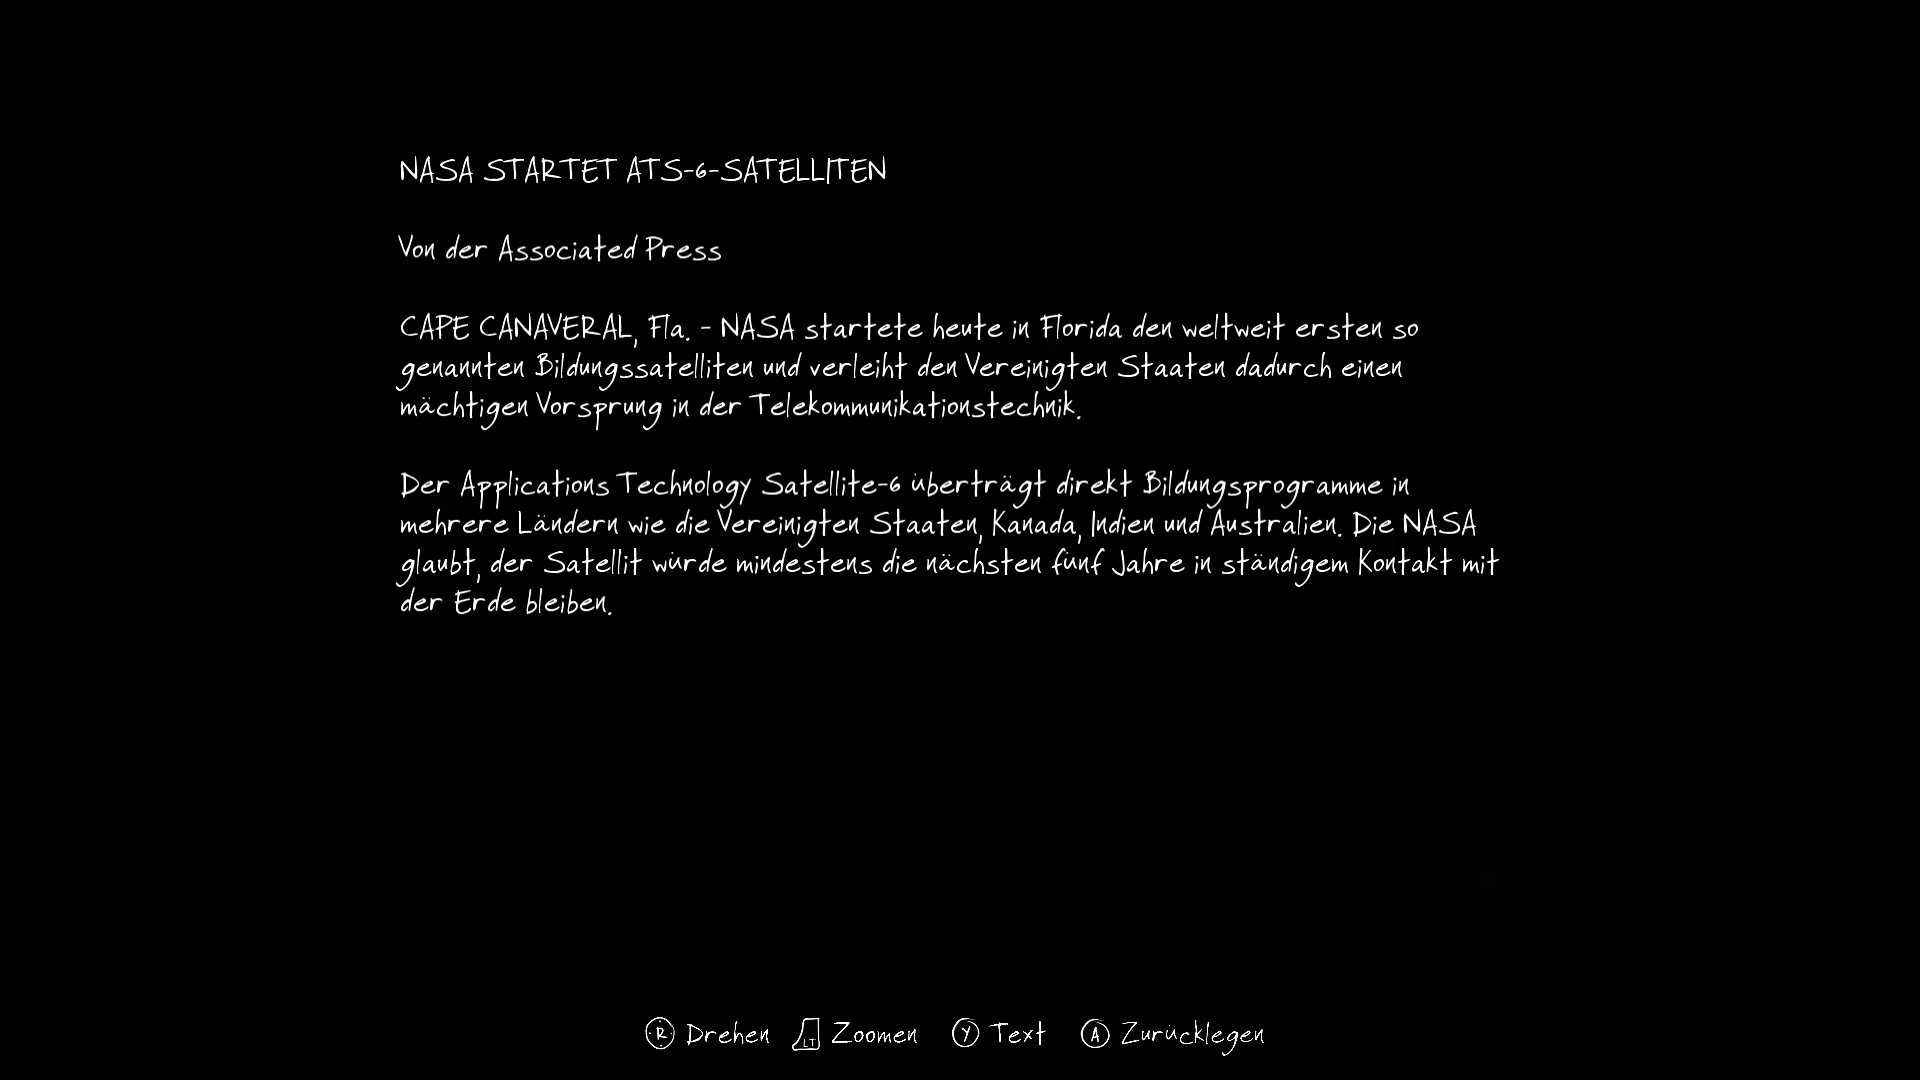 NASA STARTET ATS-6-SATELLITEN
Von der Associated Press
CAPE CANAVERAL, Fla. - NASA startete heute in Florida den weltweit ersten so
genannten Bildungssatelliten und verleiht den Vereinigten Staaten dadurch einen
mächtigen Vorsprung in der Telekommunikationstechnik.
Der Applications Technology Satellite-6 überträgt direkt Bildungsprogramme in
mehrere Ländern wie die Vereinigten Staaten, Kanada, Indien und Australien. Die NASA
glaubt, der Satellit würde mindestens die nächsten fünf Jahre in ständigem Kontakt mit
der Erde bleiben.
R Drehen LT Zoomen Y Text A Zurücklegen